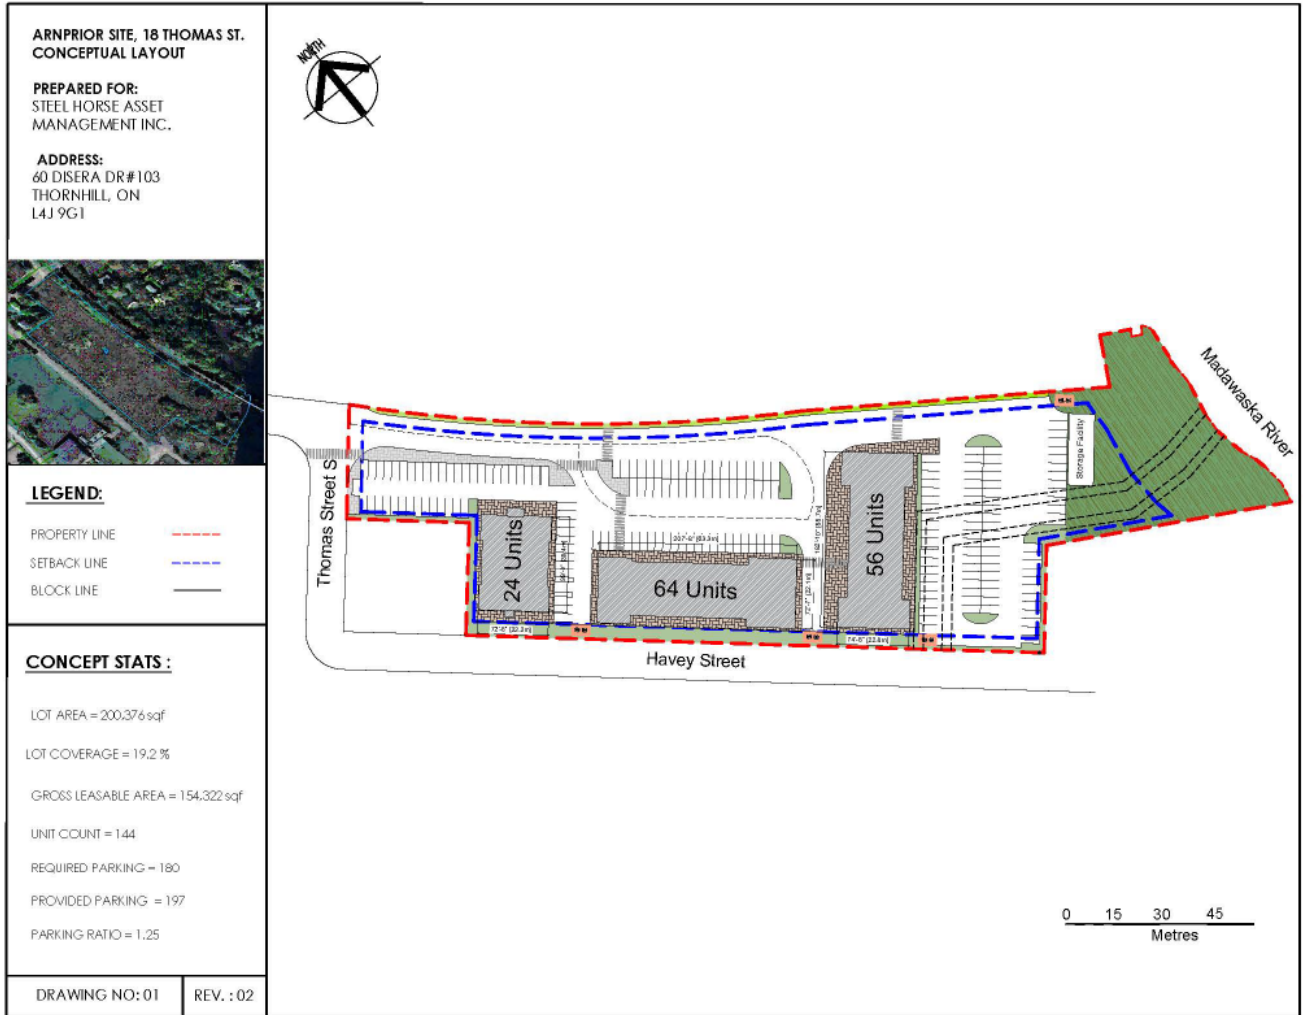 ARNPRIOR SITE, 18 THOMAS ST.
CONCEPTUAL LAYOUT
PREPARED FOR:
STEEL HORSE ASSET
MANAGEMENT INC.
ADDRESS:
60 DISERA DR#103
THORNHILL, ON
L4J 9G1
LEGEND:
PROPERTY LINE
SETBACK LINE
BLOCK LINE
CONCEPT STATS :
LOT AREA = 200,376 sqf
LOT COVERAGE = 19.2 %
GROSS LEASABLE AREA = 154,322 sqf
UNIT COUNT = 144
REQUIRED PARKING = 180
PROVIDED PARKING = 197
PARKING RATIO = 1.25
DRAWING NO: 01
REV. : 02
NORTH
Thomas Street S
24 Units
64 Units
56 Units
Storage Facility
Madawaska River
Havey Street
0 15 30 45
Metres